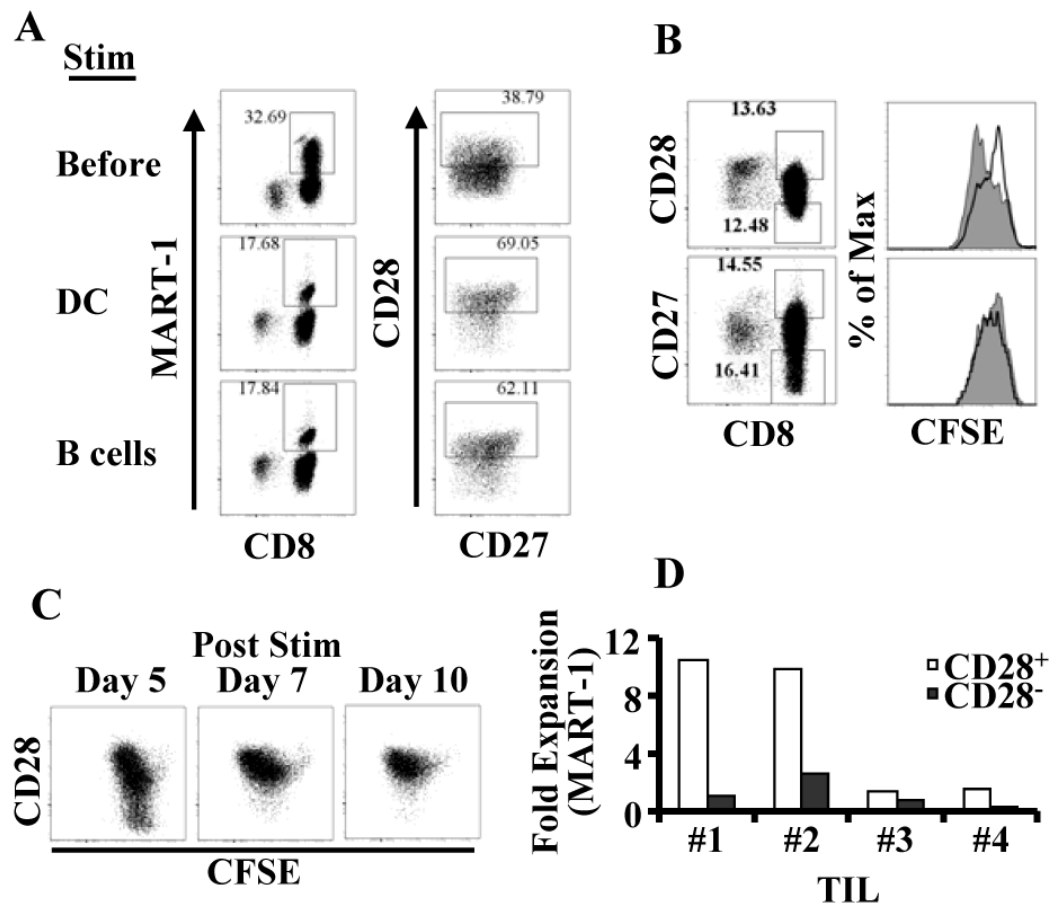 A
Stim
Before
DC
B cells
MART-1
32.69
17.68
17.84
CD8
CD28
38.79
69.05
62.11
CD27
B
CD28
13.63
12.48
CD27
14.55
16.41
CD8
% of Max
CFSE
C
Post Stim
Day 5 Day 7 Day 10
CD28
CFSE
D
Fold Expansion
(MART-1)
12
8
4
0
CD28+
CD28-
#1 #2 #3 #4
TIL